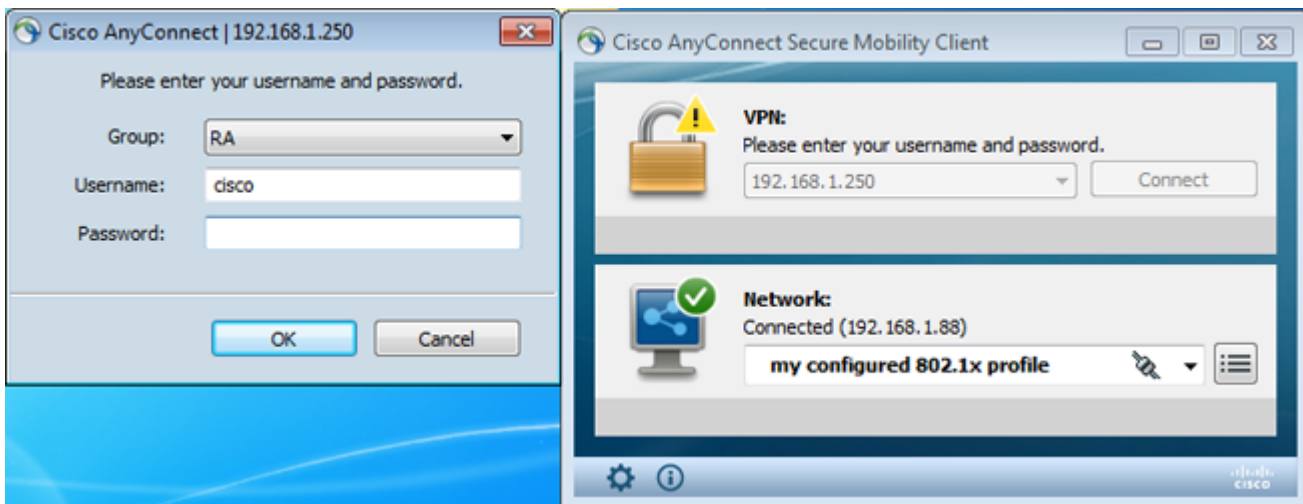 Cisco AnyConnect | 192.168.1.250
Please enter your username and password.
Group: RA
Username: cisco
Password:
OK Cancel
Cisco AnyConnect Secure Mobility Client
VPN:
Please enter your username and password.
192.168.1.250 Connect
Network:
Connected (192.168.1.88)
my configured 802.1x profile
CISCO